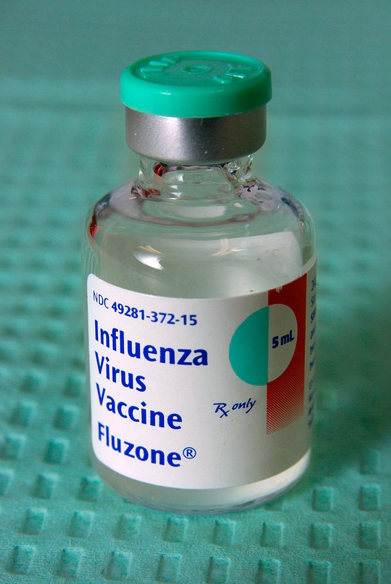 NDC 49281-372-15
Influenza
Virus
Vaccine
Fluzone®
5 mL
Rx only